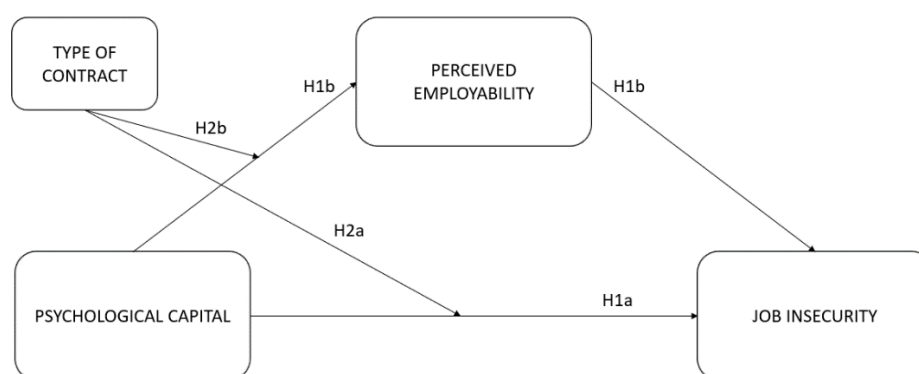 TYPE OF
CONTRACT
PERCEIVED
EMPLOYABILITY
H1b
H1b
H2b
H2a
PSYCHOLOGICAL CAPITAL
H1a
JOB INSECURITY